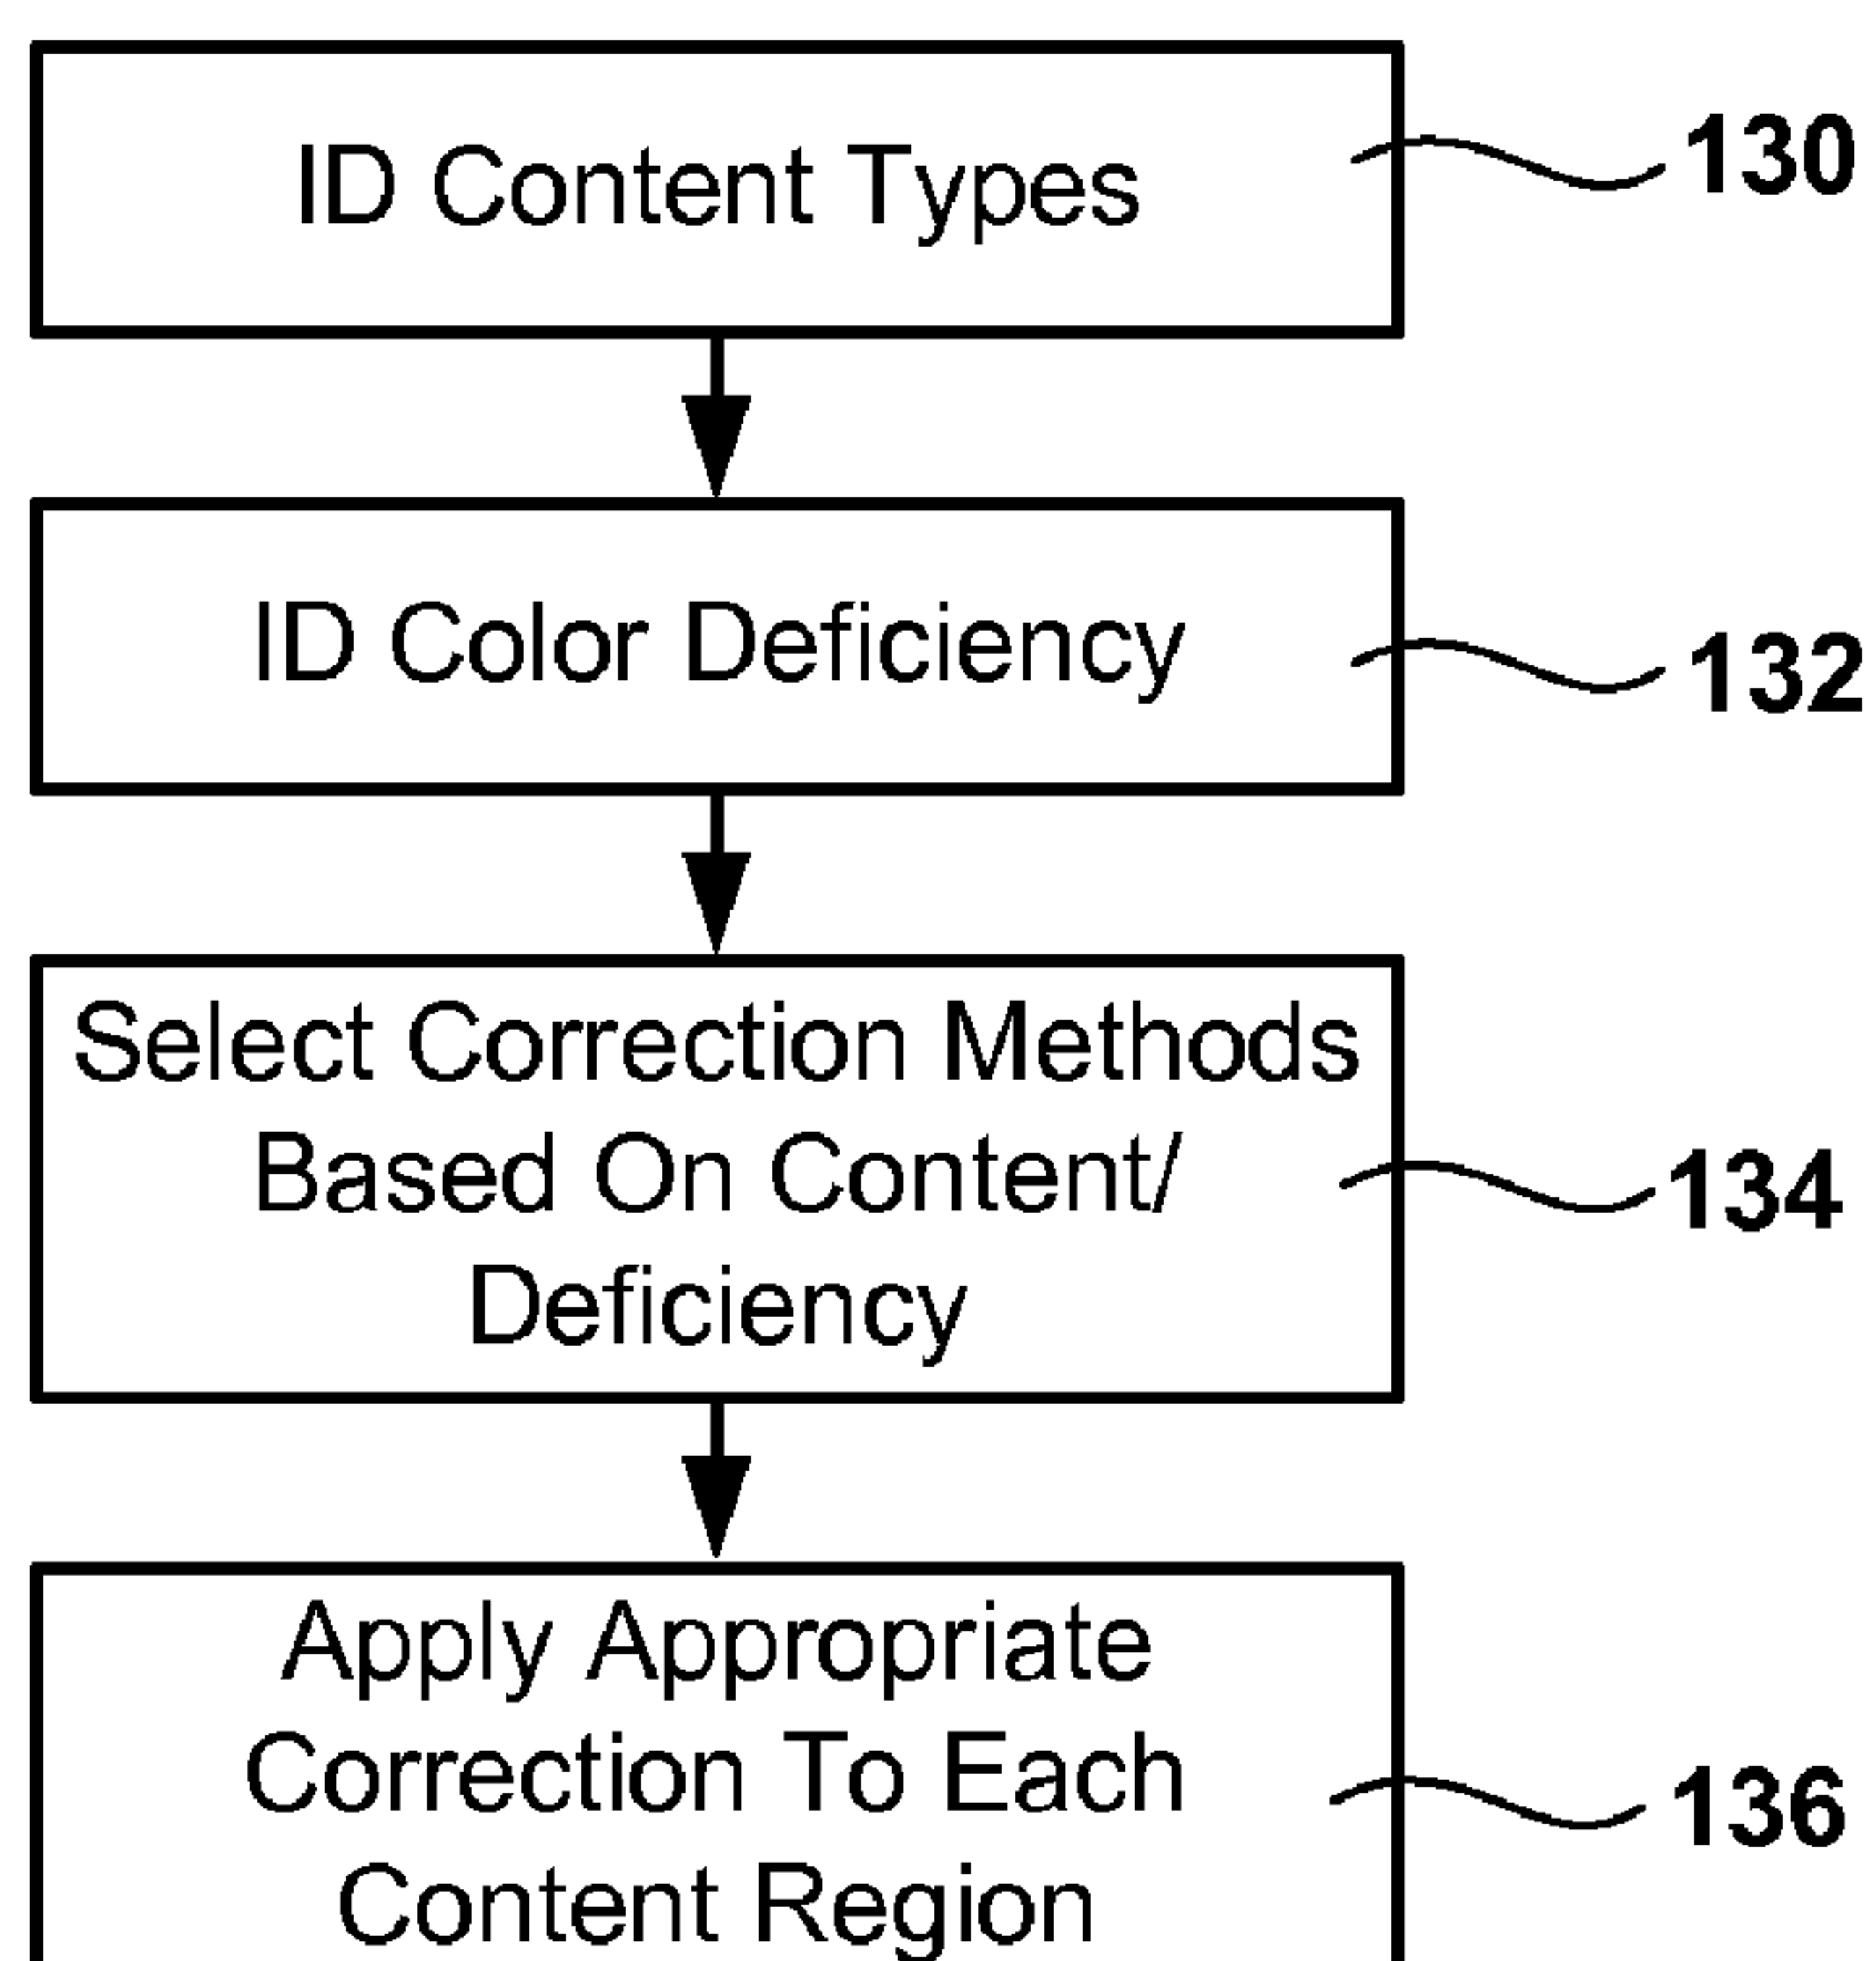 ID Content Types
130
ID Color Deficiency
132
Select Correction Methods
Based On Content/
Deficiency
134
Apply Appropriate
Correction To Each
Content Region
136